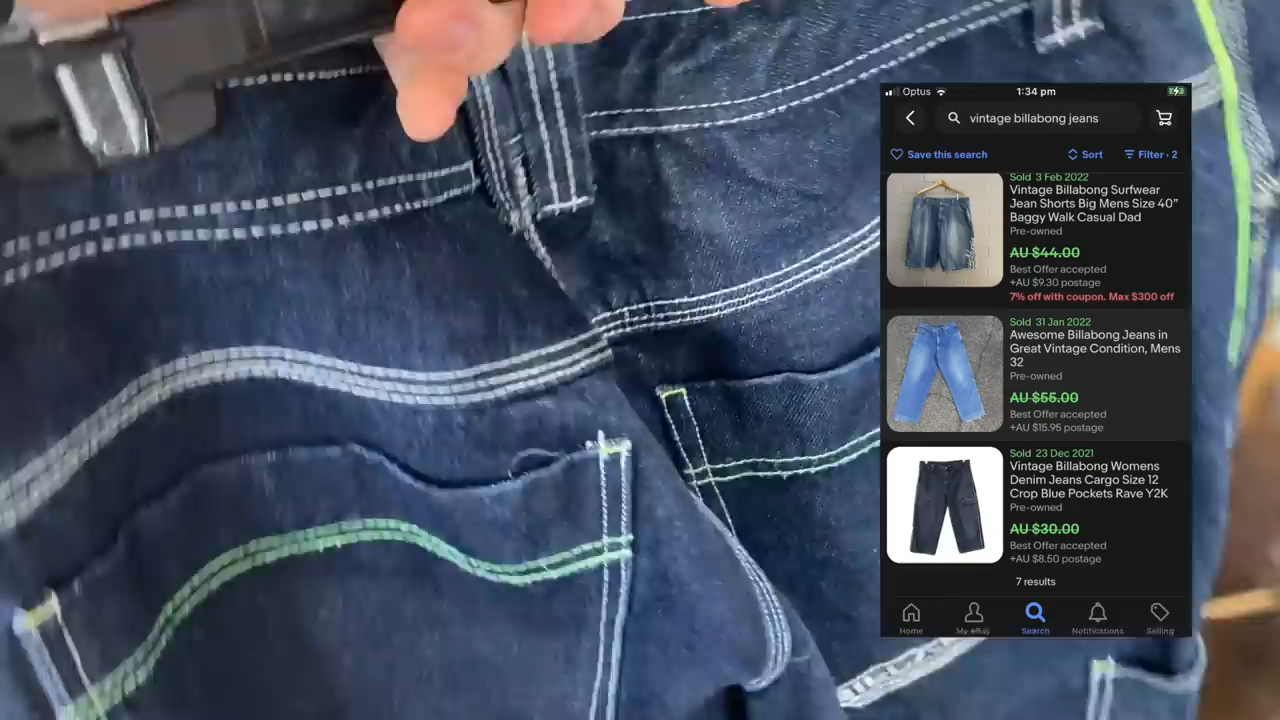 Optus
1:34 pm
vintage billabong jeans
Save this search
Sort
Filter · 2
Sold 3 Feb 2022
Vintage Billabong Surfwear
Jean Shorts Big Mens Size 40”
Baggy Walk Casual Dad
Pre-owned
AU $44.00
Best Offer accepted
+AU $9.30 postage
7% off with coupon. Max $300 off
Sold 31 Jan 2022
Awesome Billabong Jeans in
Great Vintage Condition, Mens
32
Pre-owned
AU $55.00
Best Offer accepted
+AU $15.95 postage
Sold 23 Dec 2021
Vintage Billabong Womens
Denim Jeans Cargo Size 12
Crop Blue Pockets Rave Y2K
Pre-owned
AU $30.00
Best Offer accepted
+AU $8.50 postage
7 results
Home
My eBay
Search
Notifications
Selling